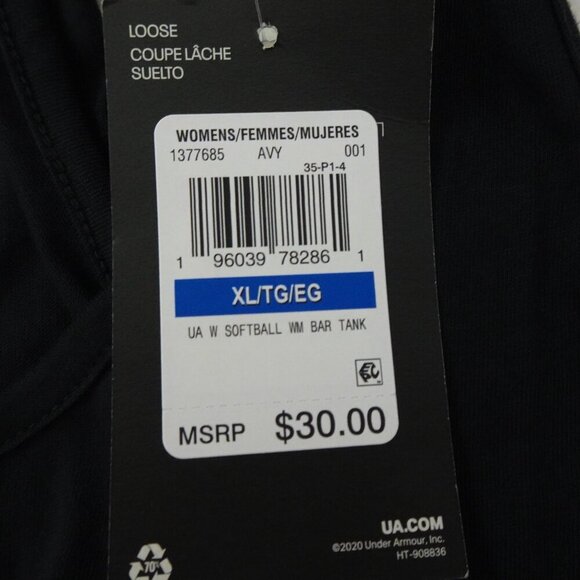 LOOSE
COUPE LÂCHE
SUELTO
WOMENS/FEMMES/MUJERES
1377685 AVY 001
35-P1-4
1 96039 78286 1
XL/TG/EG
UA W SOFTBALL WM BAR TANK
MSRP $30.00
UA.COM
©2020 Under Armour, Inc.
HT-908836
70%